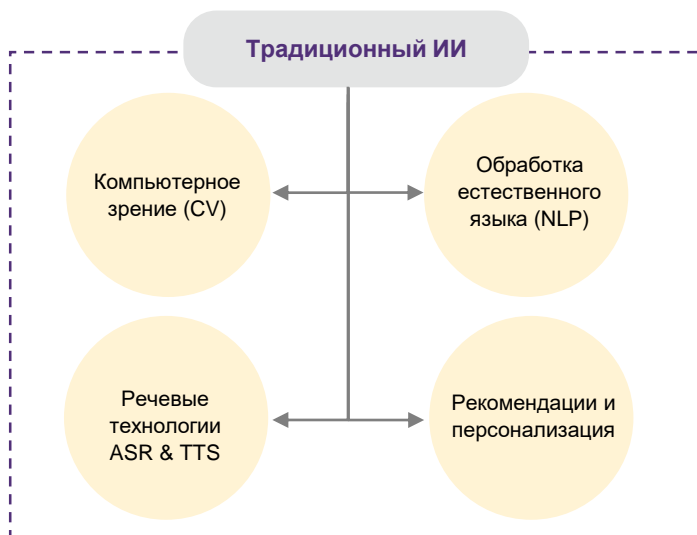 Традиционный ИИ
Компьютерное
зрение (CV)
Обработка
естественного
языка (NLP)
Речевые
технологии
ASR & TTS
Рекомендации и
персонализация